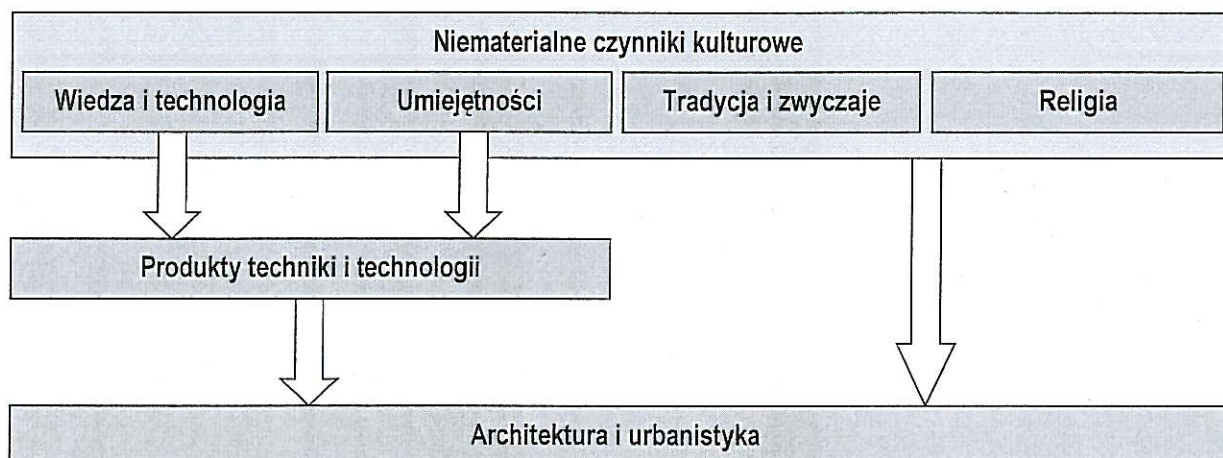 Niematerialne czynniki kulturowe
Wiedza i technologia
Umiejętności
Tradycja i zwyczaje
Religia
Produkty techniki i technologii
Architektura i urbanistyka